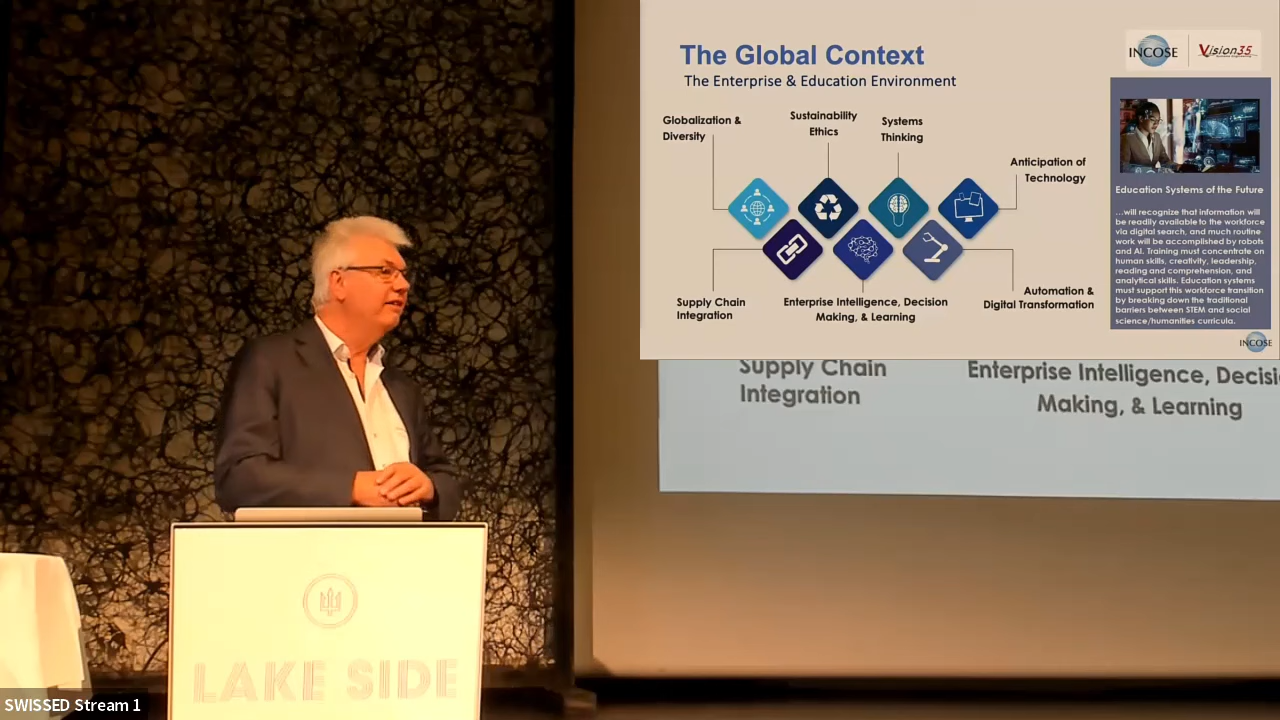 The Global Context
The Enterprise & Education Environment
INCOSE
Vision35
Globalization &
Diversity
Sustainability
Ethics
Systems
Thinking
Anticipation of
Technology
Supply Chain
Integration
Enterprise Intelligence, Decision
Making, & Learning
Automation &
Digital Transformation
Education Systems of the Future
...will recognize that information will
be readily available to the workforce
via digital search, and much routine
work will be accomplished by robots
and AI. Training must concentrate on
human skills, creativity, leadership,
reading and comprehension, and
analytical skills. Education systems
must support this workforce transition
by breaking down the traditional
barriers between STEM and social
science/humanities curricula.
INCOSE
Supply Chain
Integration
Enterprise Intelligence, Decisi
Making, & Learning
LAKE SIDE
SWISSED Stream 1